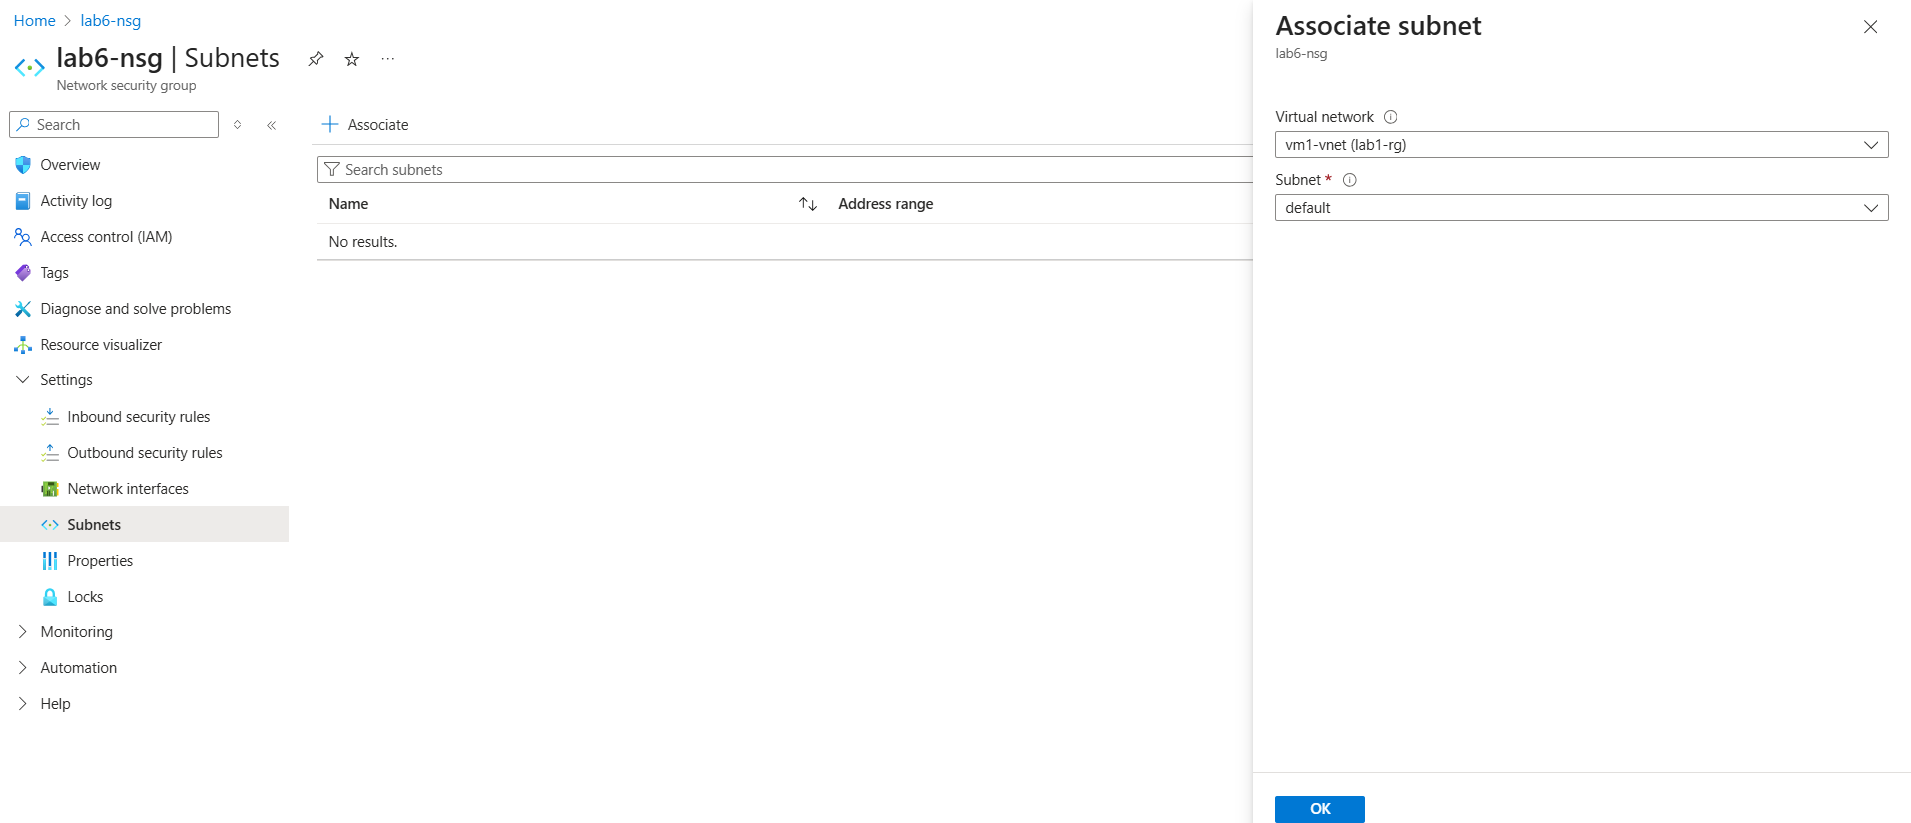 Home > lab6-nsg
lab6-nsg | Subnets
Network security group
Search
Overview
Activity log
Access control (IAM)
Tags
Diagnose and solve problems
Resource visualizer
Settings
Inbound security rules
Outbound security rules
Network interfaces
Subnets
Properties
Locks
Monitoring
Automation
Help
Associate
Search subnets
Name Address range
No results.
Associate subnet
lab6-nsg
Virtual network
vm1-vnet (lab1-rg)
Subnet *
default
OK